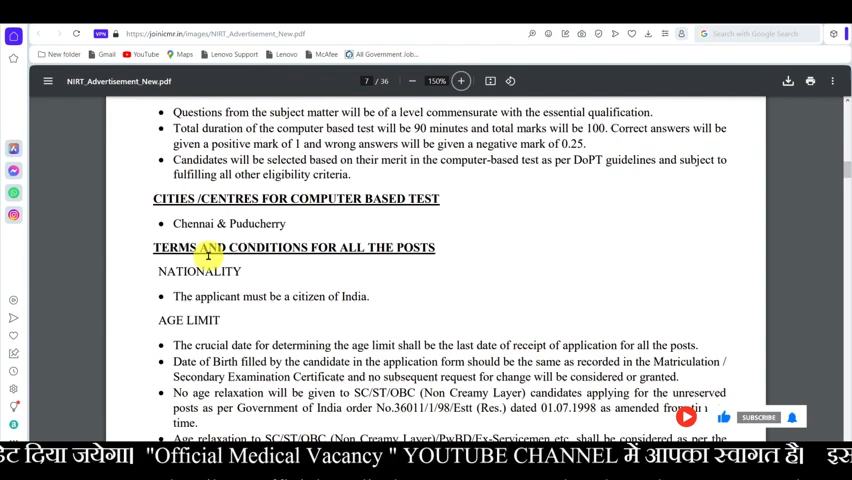 VPN
https://joinicmr.in/images/NIRT_Advertisement_New.pdf
Search with Google
New folder
Gmail
YouTube
Maps
Lenovo Support
Lenovo
McAfee
All Government Job...
NIRT_Advertisement_New.pdf
7 / 36
150%
• Questions from the subject matter will be of a level commensurate with the essential qualification.
• Total duration of the computer based test will be 90 minutes and total marks will be 100. Correct answers will be
given a positive mark of 1 and wrong answers will be given a negative mark of 0.25.
• Candidates will be selected based on their merit in the computer-based test as per DoPT guidelines and subject to
fulfilling all other eligibility criteria.
CITIES /CENTRES FOR COMPUTER BASED TEST
• Chennai & Puducherry
TERMS AND CONDITIONS FOR ALL THE POSTS
NATIONALITY
• The applicant must be a citizen of India.
AGE LIMIT
• The crucial date for determining the age limit shall be the last date of receipt of application for all the posts.
• Date of Birth filled by the candidate in the application form should be the same as recorded in the Matriculation /
Secondary Examination Certificate and no subsequent request for change will be considered or granted.
• No age relaxation will be given to SC/ST/OBC (Non Creamy Layer) candidates applying for the unreserved
posts as per Government of India order No.36011/1/98/Estt (Res.) dated 01.07.1998 as amended from
time.
SUBSCRIBE
• Age relaxation to SC/ST/OBC (Non Creamy Layer)/PwBD/Ex-Servicemen etc. shall be considered as per the
दिया जयेगा। "Official Medical Vacancy " YOUTUBE CHANNEL में आपका स्वागत है। इस